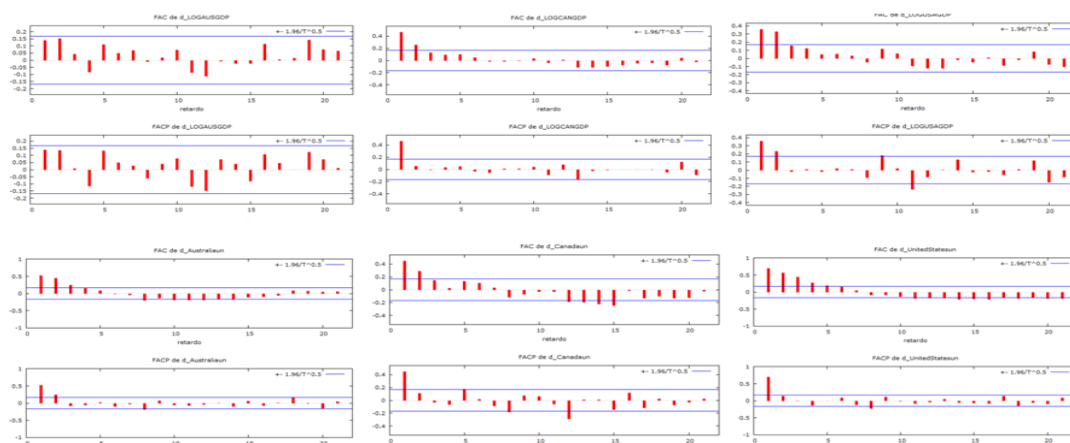 FAC de d_LOGAUSGDP
0.2
0.15
0.1
0.05
0
-0.05
-0.1
-0.15
-0.2
+- 1.96/T^0.5
0 5 10 15 20
retardo
FACP de d_LOGAUSGDP
0.2
0.15
0.1
0.05
0
-0.05
-0.1
-0.15
-0.2
+- 1.96/T^0.5
0 5 10 15 20
retardo
FAC de d_LOGCANGDP
0.4
0.2
0
-0.2
-0.4
+- 1.96/T^0.5
0 5 10 15 20
retardo
FACP de d_LOGCANGDP
0.4
0.2
0
-0.2
-0.4
+- 1.96/T^0.5
0 5 10 15 20
retardo
FAC de d_LOGUSAGDP
0.4
0.3
0.2
0.1
0
-0.1
-0.2
-0.3
-0.4
+- 1.96/T^0.5
0 5 10 15 20
retardo
FACP de d_LOGUSAGDP
0.4
0.3
0.2
0.1
0
-0.1
-0.2
-0.3
-0.4
+- 1.96/T^0.5
0 5 10 15 20
retardo
FAC de d_Australiaun
1
0.5
0
-0.5
-1
+- 1.96/T^0.5
0 5 10 15 20
retardo
FACP de d_Australiaun
1
0.5
0
-0.5
-1
+- 1.96/T^0.5
FAC de d_Canadaun
0.4
0.2
0
-0.2
-0.4
+- 1.96/T^0.5
0 5 10 15 20
retardo
FACP de d_Canadaun
0.4
0.2
0
-0.2
-0.4
+- 1.96/T^0.5
FAC de d_UnitedStatesun
1
0.5
0
-0.5
-1
+- 1.96/T^0.5
0 5 10 15 20
retardo
FACP de d_UnitedStatesun
1
0.5
0
-0.5
-1
+- 1.96/T^0.5